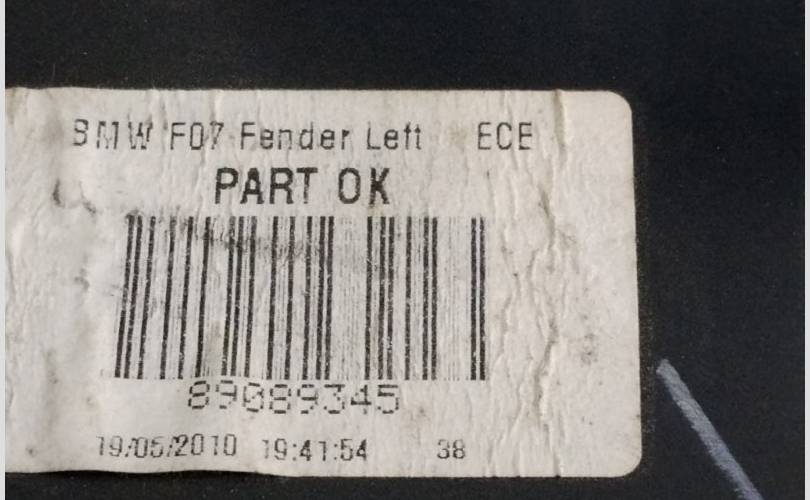 BMW F07 Fender Left ECE
PART OK
89089345
19/05/2010 19:41:54 38